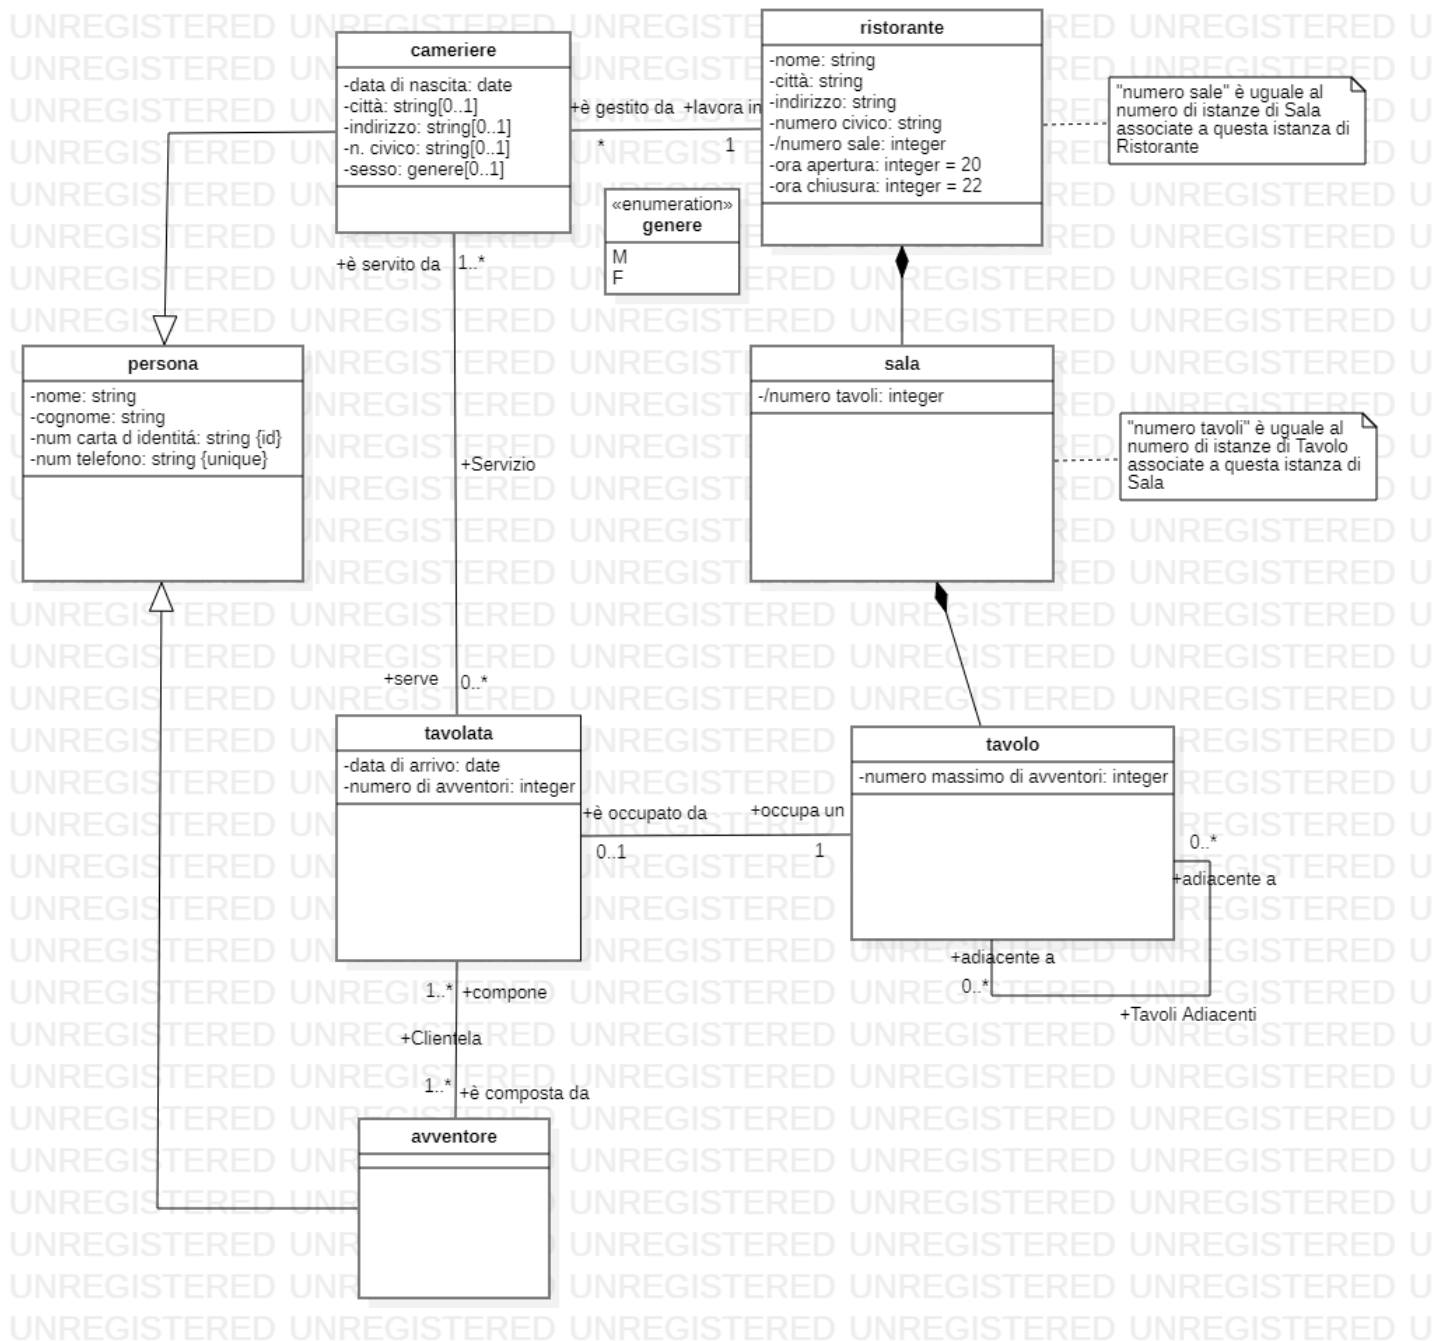 cameriere
-data di nascita: date
-città: string[0..1]
-indirizzo: string[0..1]
-n. civico: string[0..1]
-sesso: genere[0..1]
+è gestito da
+lavora in
*
1
ristorante
-nome: string
-città: string
-indirizzo: string
-numero civico: string
-/numero sale: integer
-ora apertura: integer = 20
-ora chiusura: integer = 22
"numero sale" è uguale al
numero di istanze di Sala
associate a questa istanza di
Ristorante
«enumeration»
genere
M
F
+è servito da
1..*
persona
-nome: string
-cognome: string
-num carta d identitá: string {id}
-num telefono: string {unique}
sala
-/numero tavoli: integer
"numero tavoli" è uguale al
numero di istanze di Tavolo
associate a questa istanza di
Sala
+Servizio
+serve
0..*
tavolata
-data di arrivo: date
-numero di avventori: integer
+è occupato da
+occupa un
0..1
1
tavolo
-numero massimo di avventori: integer
0..*
+adiacente a
+adiacente a
0..*
+Tavoli Adiacenti
1..*
+compone
+Clientela
1..*
+è composta da
avventore
UNREGISTERED